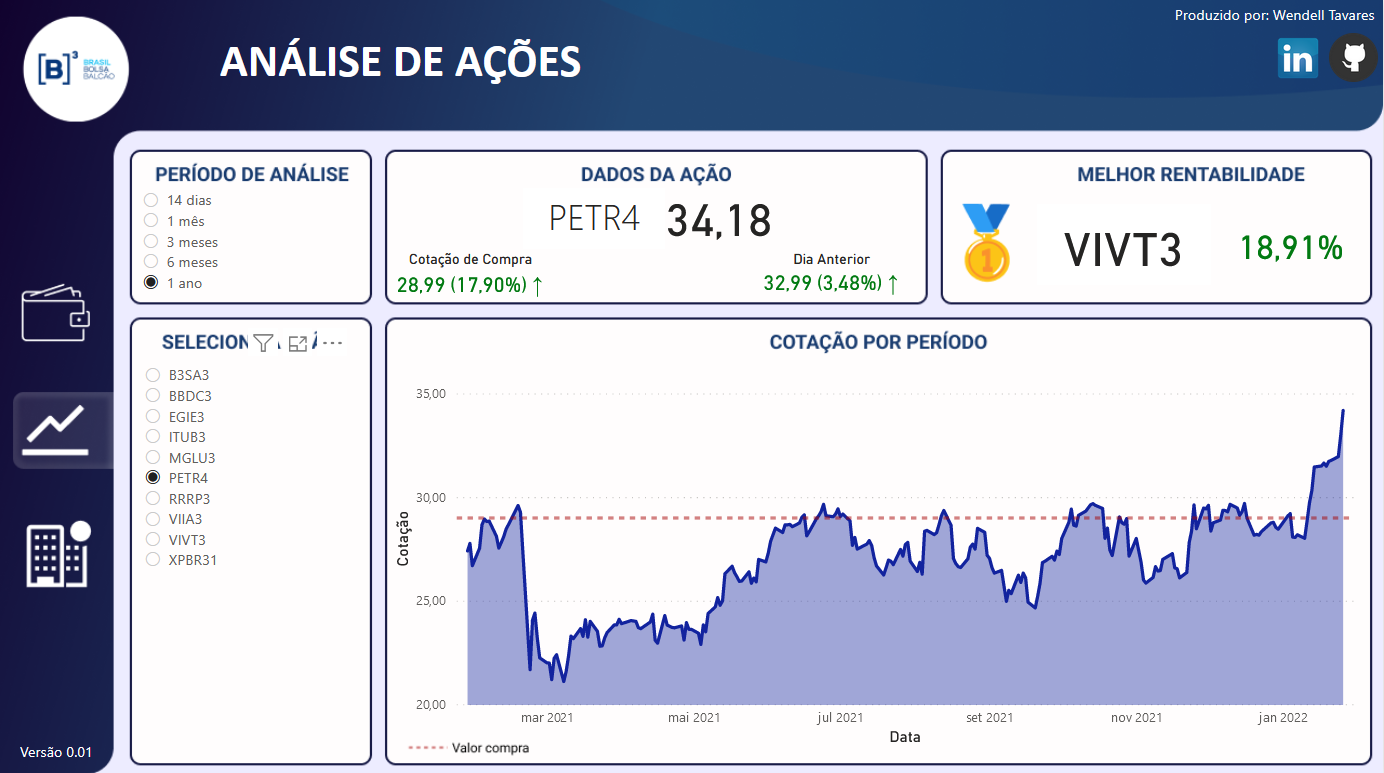 Produzido por: Wendell Tavares
[B]³ BRASIL
BOLSA
BALCÃO
ANÁLISE DE AÇÕES
in
PERÍODO DE ANÁLISE
14 dias
1 mês
3 meses
6 meses
1 ano
DADOS DA AÇÃO
PETR4 34,18
Cotação de Compra
28,99 (17,90%) ↑
Dia Anterior
32,99 (3,48%) ↑
MELHOR RENTABILIDADE
1
VIVT3 18,91%
SELECION
B3SA3
BBDC3
EGIE3
ITUB3
MGLU3
PETR4
RRRP3
VIIA3
VIVT3
XPBR31
COTAÇÃO POR PERÍODO
Cotação
35,00
30,00
25,00
20,00
mar 2021 mai 2021 jul 2021 set 2021 nov 2021 jan 2022
Data
Valor compra
Versão 0.01